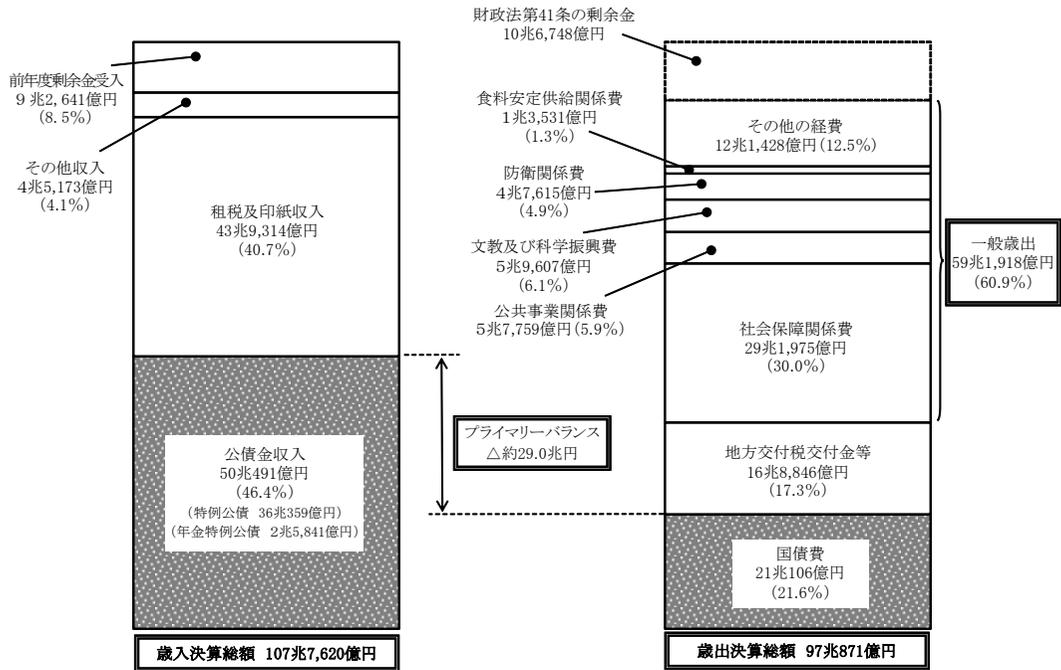 前年度剰余金受入
9兆2,641億円
(8.5%)
その他収入
4兆5,173億円
(4.1%)
租税及印紙収入
43兆9,314億円
(40.7%)
公債金収入
50兆491億円
(46.4%)
(特例公債 36兆359億円)
(年金特例公債 2兆5,841億円)
歳入決算総額 107兆7,620億円
プライマリーバランス
△約29.0兆円
財政法第41条の剰余金
10兆6,748億円
食料安定供給関係費
1兆3,531億円
(1.3%)
その他の経費
12兆1,428億円(12.5%)
防衛関係費
4兆7,615億円
(4.9%)
文教及び科学振興費
5兆9,607億円
(6.1%)
公共事業関係費
5兆7,759億円(5.9%)
社会保障関係費
29兆1,975億円
(30.0%)
一般歳出
59兆1,918億円
(60.9%)
地方交付税交付金等
16兆8,846億円
(17.3%)
国債費
21兆106億円
(21.6%)
歳出決算総額 97兆871億円